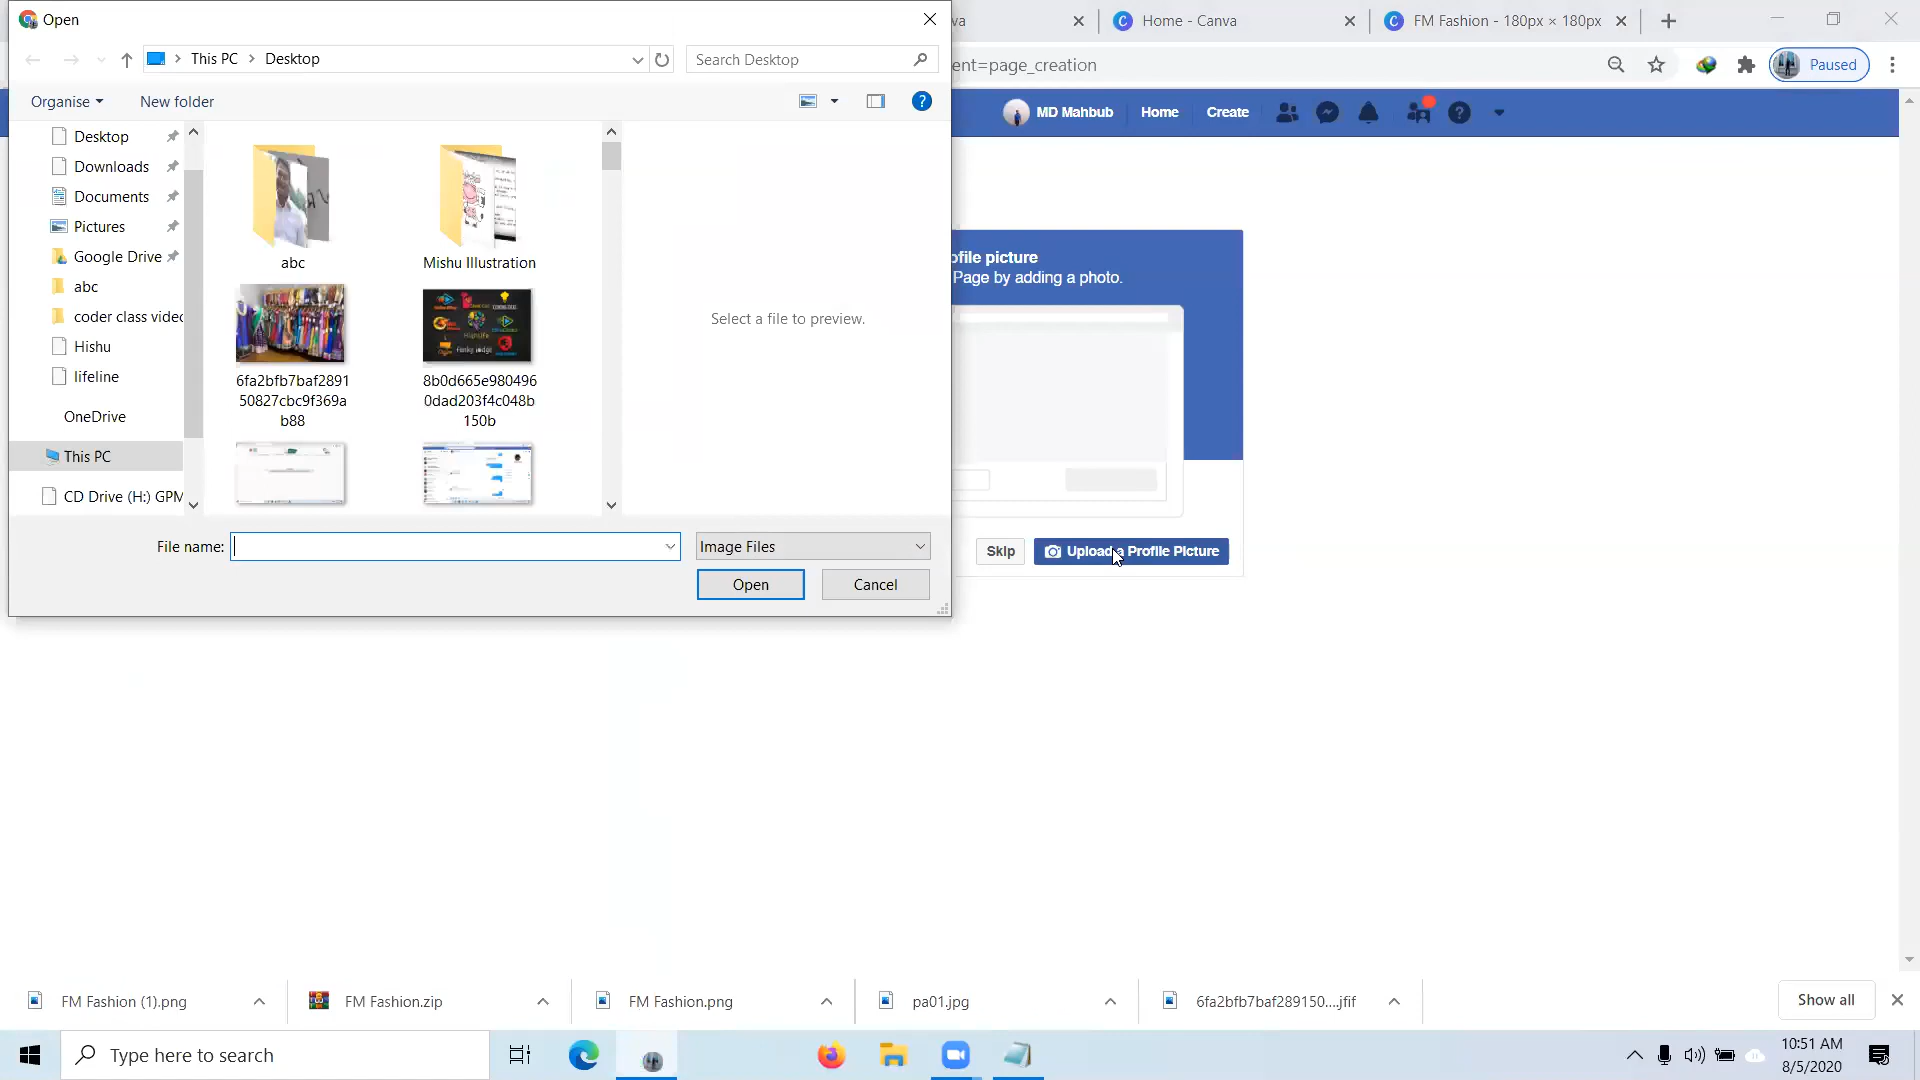 Open
va
Home - Canva
FM Fashion - 180px × 180px
This PC
Desktop
Search Desktop
ent=page_creation
Paused
Organise
New folder
MD Mahbub
Home
Create
Desktop
Downloads
Documents
Pictures
Google Drive
abc
coder class videc
Hishu
lifeline
OneDrive
This PC
CD Drive (H:) GPM
abc
Mishu Illustration
6fa2bfb7baf2891
50827cbc9f369a
b88
8b0d665e980496
0dad203f4c048b
150b
Select a file to preview.
ofile picture
Page by adding a photo.
File name:
Image Files
Open
Cancel
Skip
Upload a Profile Picture
FM Fashion (1).png
FM Fashion.zip
FM Fashion.png
pa01.jpg
6fa2bfb7baf289150....jfif
Show all
Type here to search
10:51 AM
8/5/2020